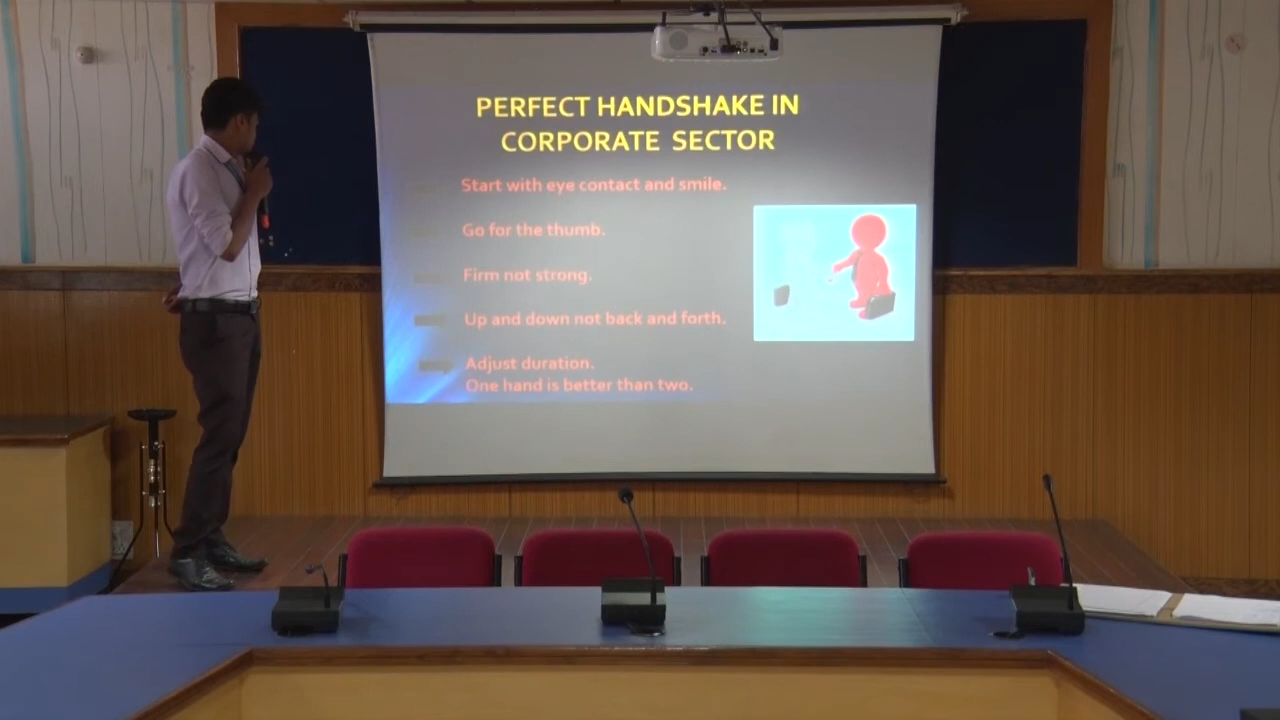 PERFECT HANDSHAKE IN
CORPORATE SECTOR
Start with eye contact and smile.
Go for the thumb.
Firm not strong.
Up and down not back and forth.
Adjust duration.
One hand is better than two.